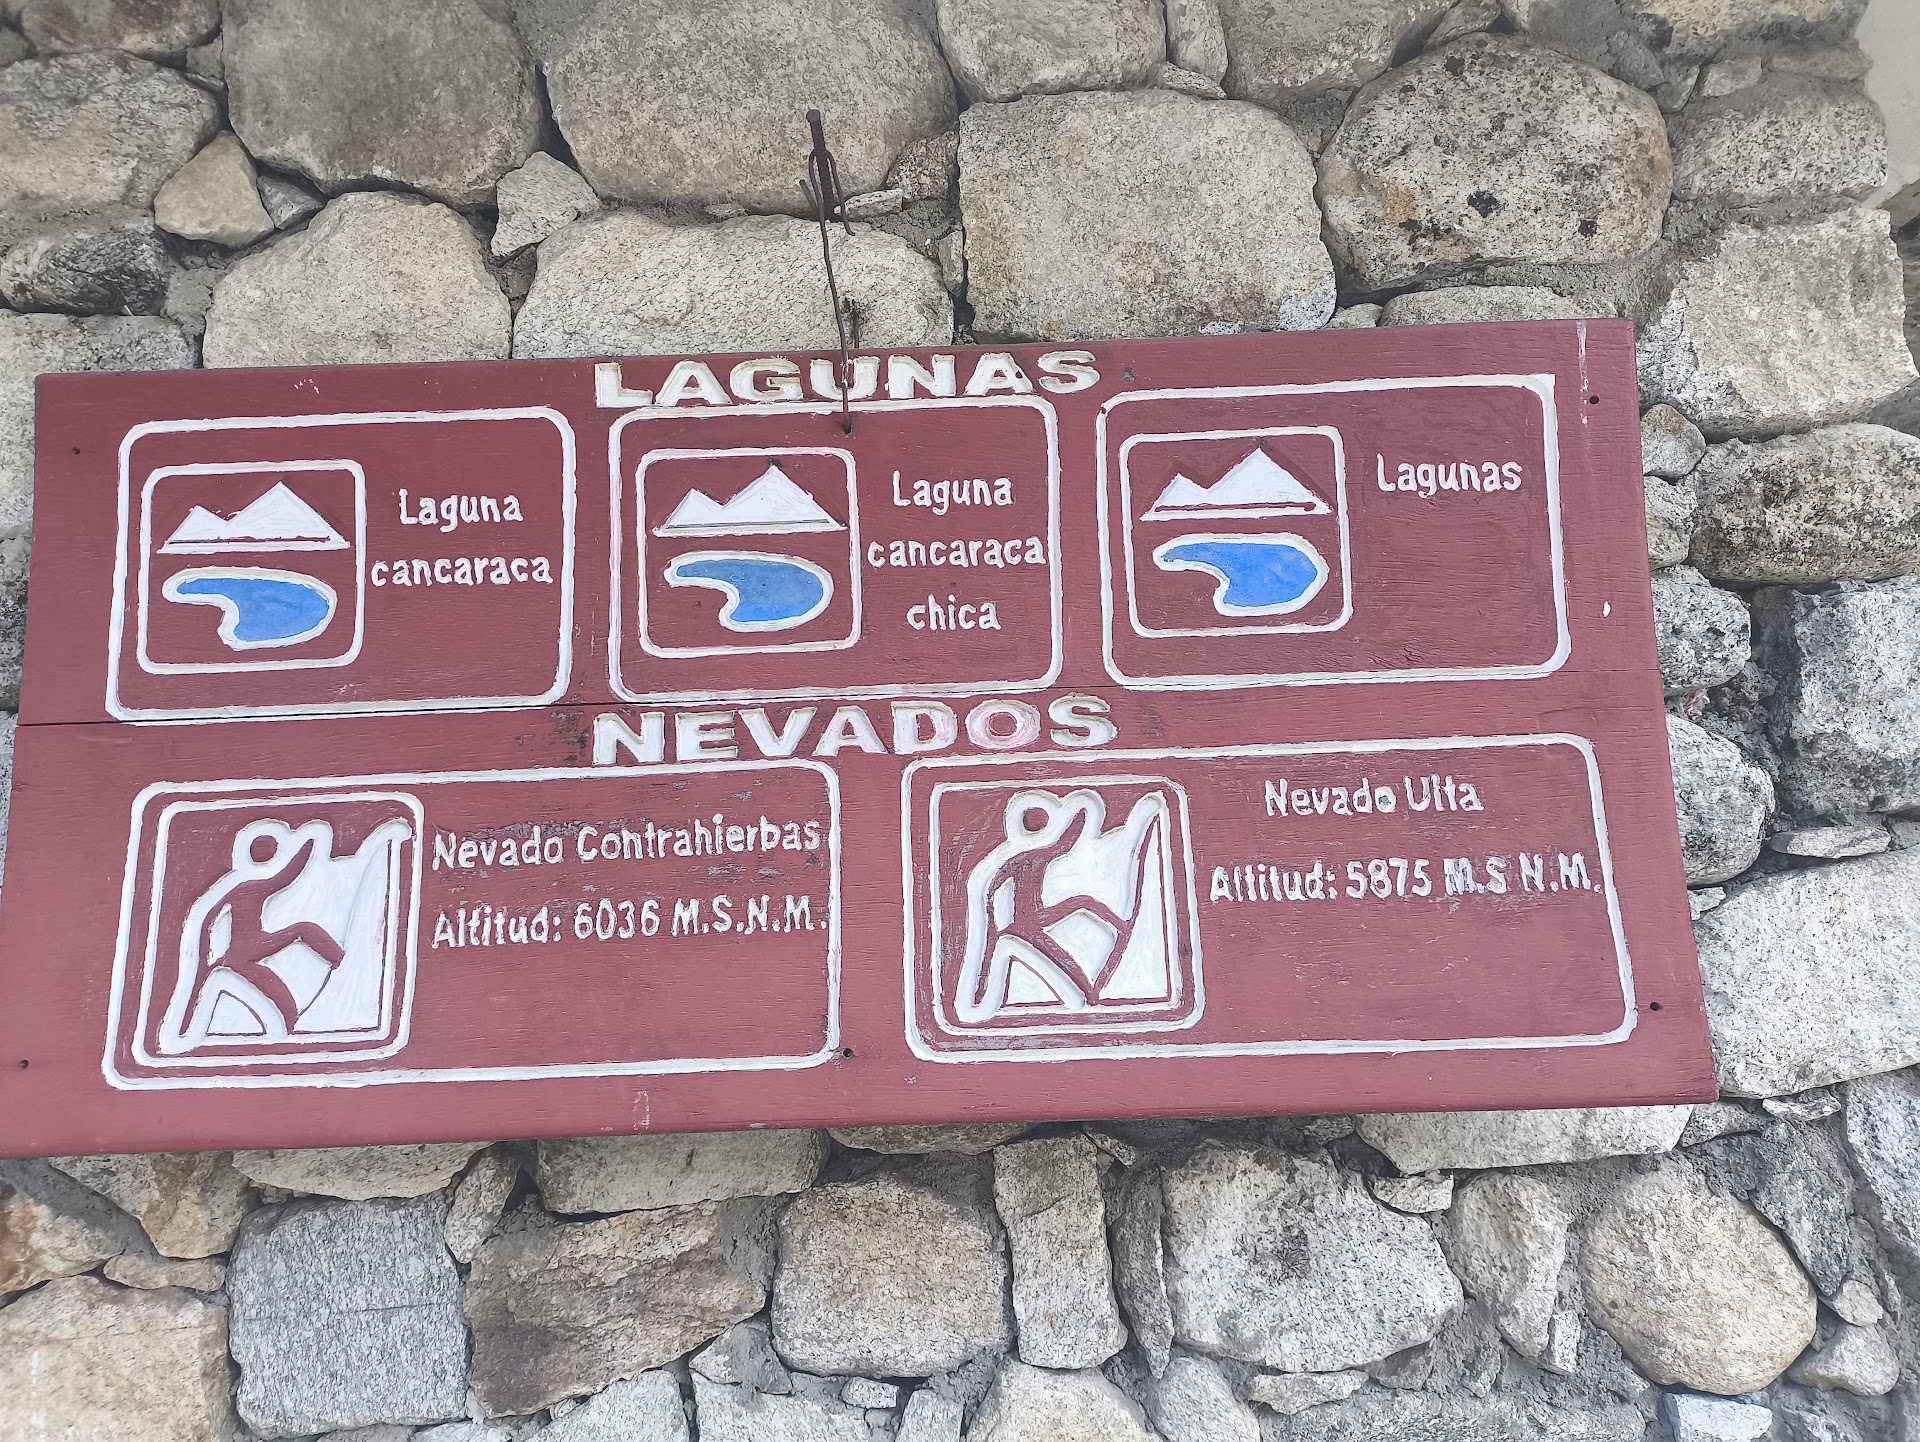 LAGUNAS
Laguna
cancaraca
Laguna
cancaraca
chica
Lagunas
NEVADOS
Nevado Contrahierbas
Altitud: 6036 M.S.N.M.
Nevado Ulta
Altitud: 5875 M.S N.M.